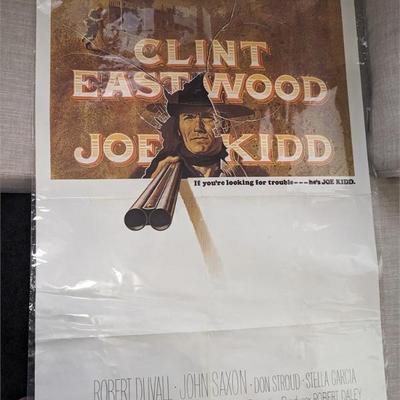 CLINT
EASTWOOD
JOE KIDD
If you're looking for trouble---he's JOE KIDD.
ROBERT DUVALL · JOHN SAXON · DON STROUD · STELLA GARCIA
ROBERT DALEY